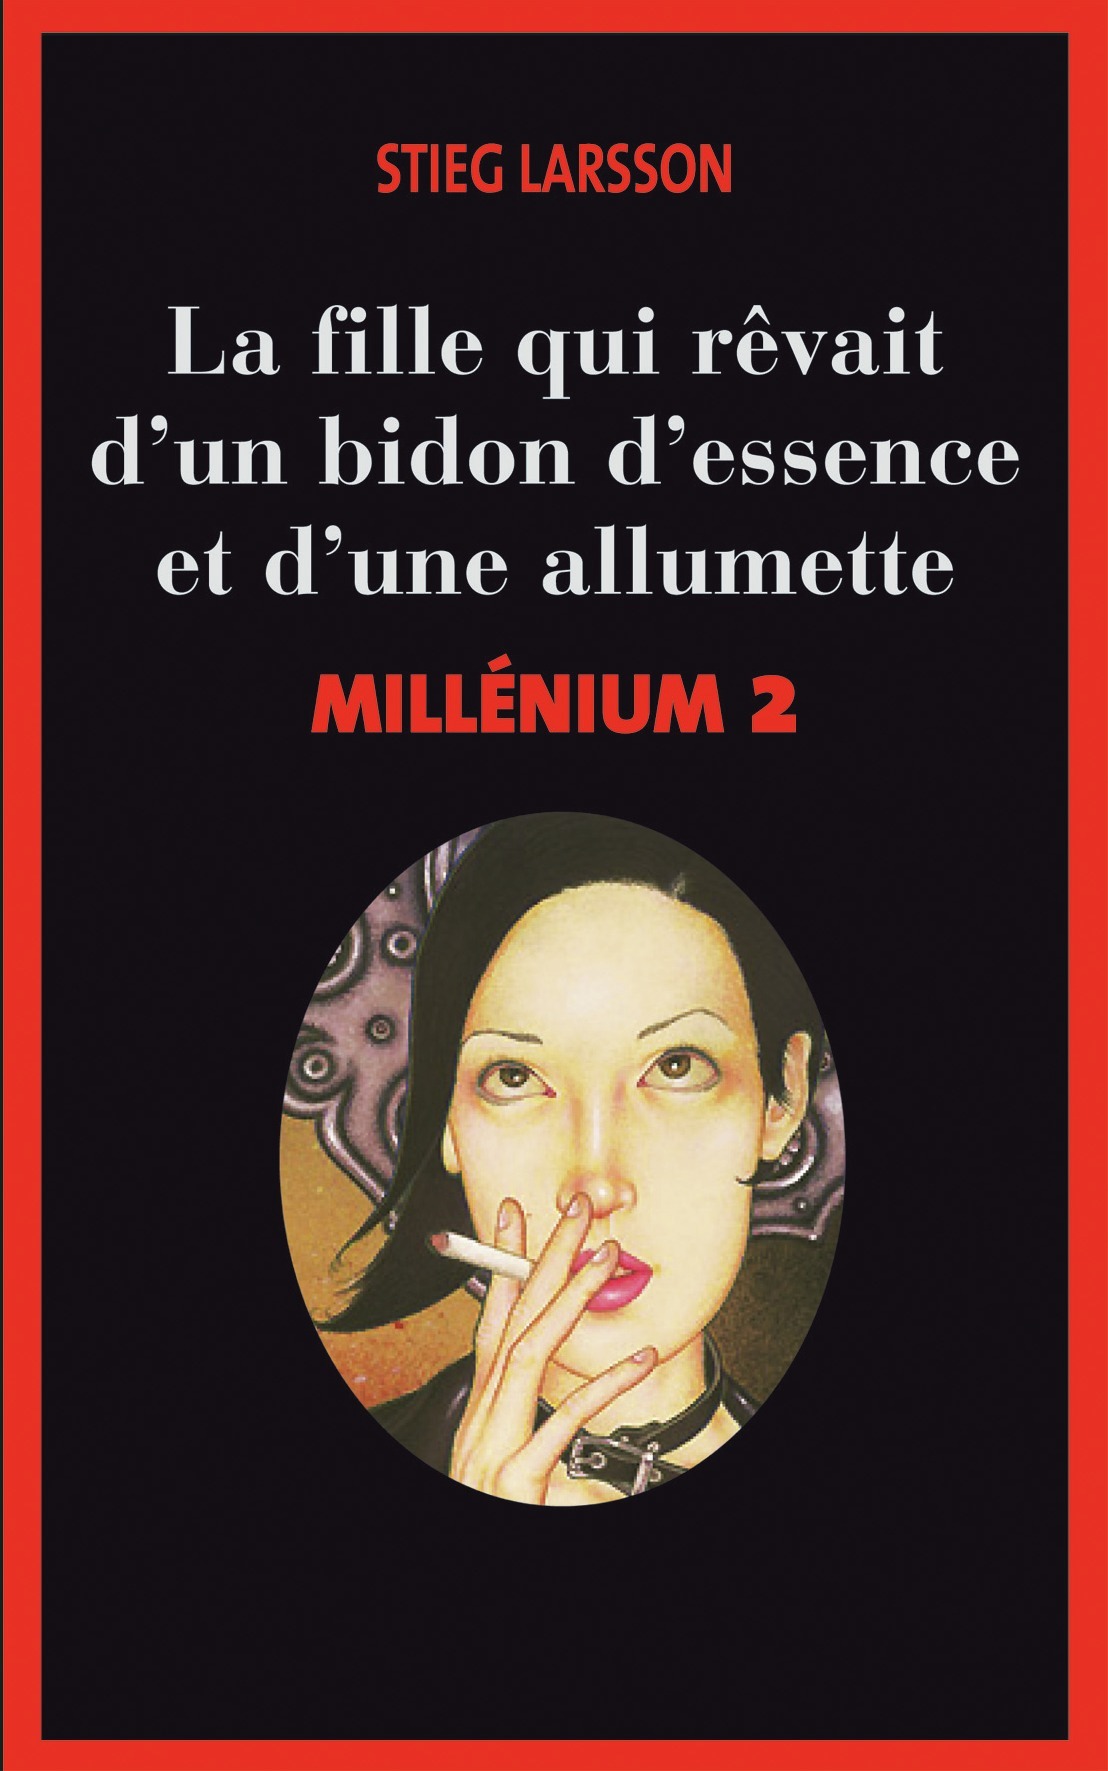 STIEG LARSSON
La fille qui rêvait
d’un bidon d’essence
et d’une allumette
MILLÉNIUM 2